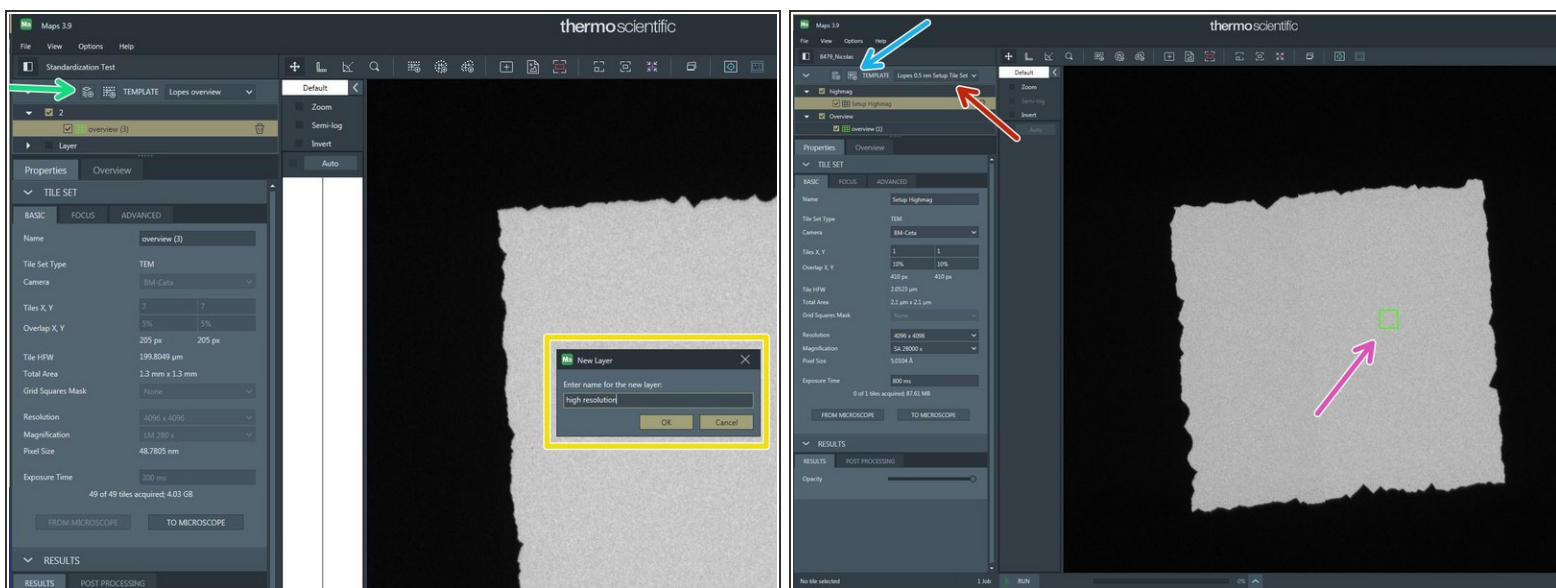 Maps 3.9
thermo scientific
File View Options Help
Standardization Test
TEMPLATE Lopes overview
2
overview (3)
Layer
Properties Overview
TILE SET
BASIC FOCUS ADVANCED
Name overview (3)
Tile Set Type TEM
Camera BM-Ceta
Tiles X, Y 7 7
Overlap X, Y 5% 5%
205 px 205 px
Tile HFW 199.8049 µm
Total Area 1.3 mm x 1.3 mm
Grid Squares Mask None
Resolution 4096 x 4096
Magnification LM 280 x
Pixel Size 48.7805 nm
Exposure Time 200 ms
49 of 49 tiles acquired; 4.03 GB
FROM MICROSCOPE TO MICROSCOPE
RESULTS
RESULTS POST PROCESSING
Default
Zoom
Semi-log
Invert
Auto
Ma New Layer
Enter name for the new layer:
high resolution
OK Cancel
Maps 3.9
thermo scientific
File View Options Help
8479_Nicolas
TEMPLATE Lopes 0.5 nm Setup Tile Set
highmag
Setup Highmag
Overview
overview (1)
Properties Overview
TILE SET
BASIC FOCUS ADVANCED
Name Setup Highmag
Tile Set Type TEM
Camera BM-Ceta
Tiles X, Y 1 1
Overlap X, Y 10% 10%
410 px 410 px
Tile HFW 2.0523 µm
Total Area 2.1 µm x 2.1 µm
Grid Squares Mask None
Resolution 4096 x 4096
Magnification SA 28000 x
Pixel Size 5.0104 Å
Exposure Time 800 ms
0 of 1 tiles acquired; 87.61 MB
FROM MICROSCOPE TO MICROSCOPE
RESULTS
RESULTS POST PROCESSING
Opacity
Default
Zoom
Semi-log
Invert
Auto
No tile selected 1 Job RUN 0%